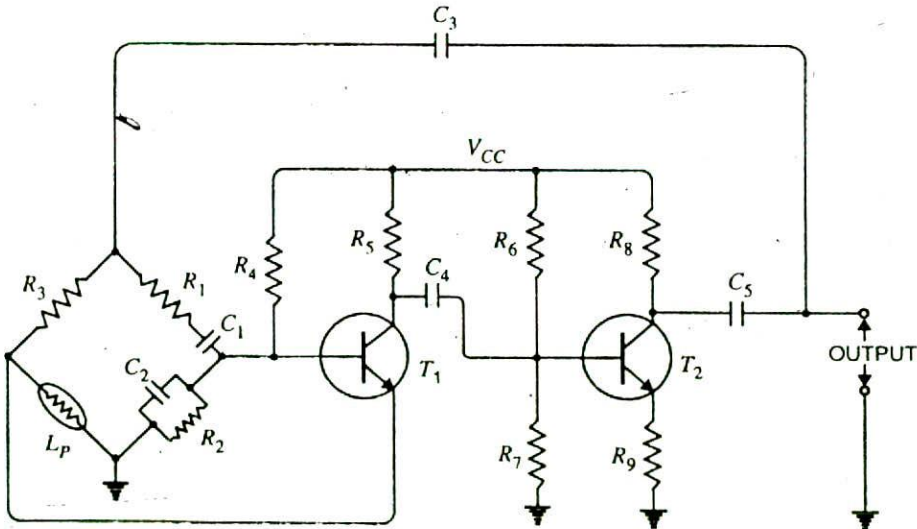 C3
VCC
R3
R1
R4
R5
R6
R8
C4
C5
C1
C2
T1
T2
OUTPUT
LP
R2
R7
R9